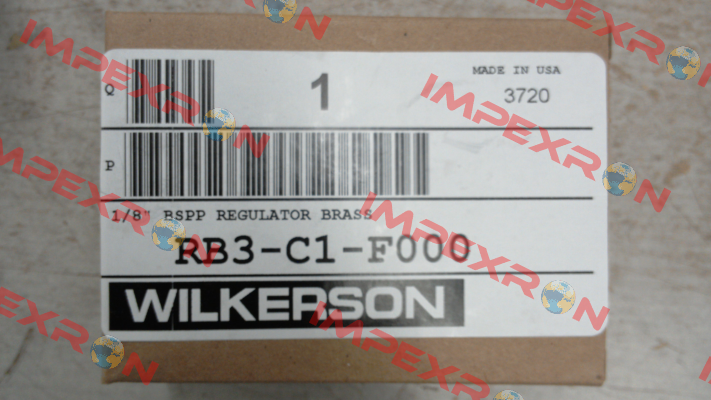 Q
1
MADE IN USA
3720
P
1/8" BSPP REGULATOR BRASS
RB3-C1-F000
WILKERSON
IMPEXRON
IMPEXRON
IMPEXRON
IMPEXRON
IMPEXRON
IMPEXRON
IMPEXRON